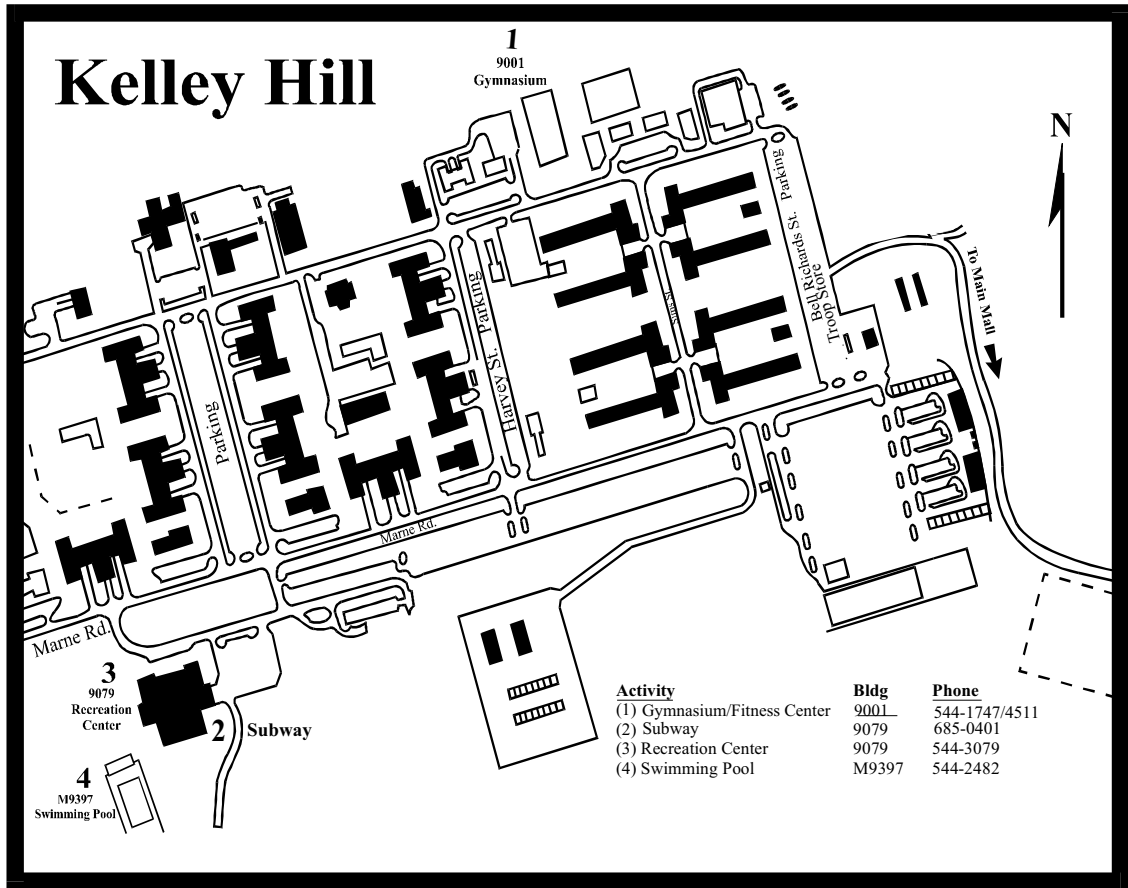 Kelley Hill
1
9001
Gymnasium
N
Bell Richards St. Parking
Troop Store
To Main Mall
Harvey St. Parking
Sims St.
Parking
Marne Rd.
Marne Rd.
3
9079
Recreation
Center
2 Subway
4
M9397
Swimming Pool
Activity Bldg Phone
(1) Gymnasium/Fitness Center 9001 544-1747/4511
(2) Subway 9079 685-0401
(3) Recreation Center 9079 544-3079
(4) Swimming Pool M9397 544-2482